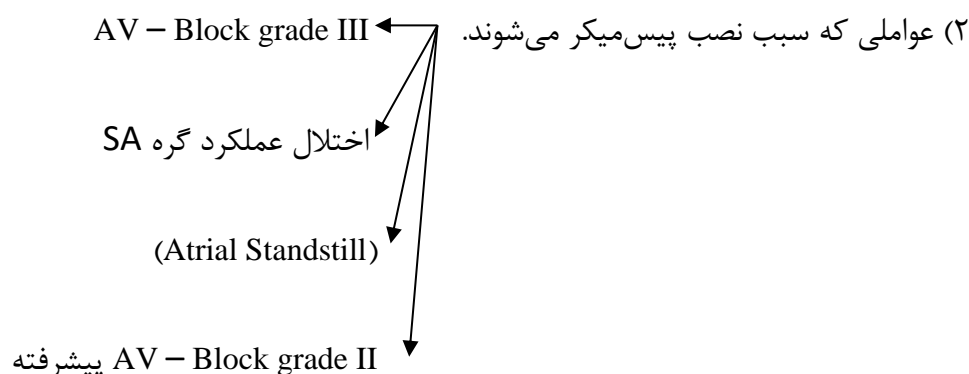 ۲) عواملی که سبب نصب پیس‌میکر می‌شوند. AV – Block grade III
اختلال عملکرد گره SA
(Atrial Standstill)
AV – Block grade II پیشرفته